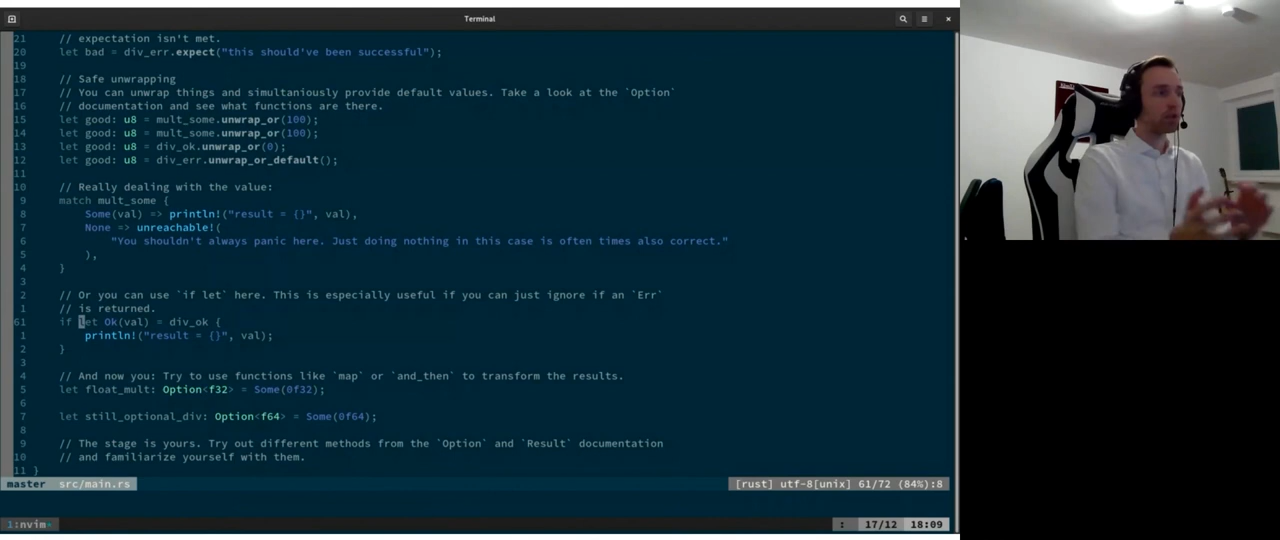 Terminal
21 // expectation isn't met.
20 let bad = div_err.expect("this should've been successful");
19
18 // Safe unwrapping
17 // You can unwrap things and simultaniously provide default values. Take a look at the `Option`
16 // documentation and see what functions are there.
15 let good: u8 = mult_some.unwrap_or(100);
14 let good: u8 = mult_some.unwrap_or(100);
13 let good: u8 = div_ok.unwrap_or(0);
12 let good: u8 = div_err.unwrap_or_default();
11
10 // Really dealing with the value:
9 match mult_some {
8 Some(val) => println!("result = {}", val),
7 None => unreachable!(
6 "You shouldn't always panic here. Just doing nothing in this case is often times also correct."
5 ),
4 }
3
2 // Or you can use `if let` here. This is especially useful if you can just ignore if an `Err`
1 // is returned.
61 if let Ok(val) = div_ok {
1 println!("result = {}", val);
2 }
3
4 // And now you: Try to use functions like `map` or `and_then` to transform the results.
5 let float_mult: Option<f32> = Some(0f32);
6
7 let still_optional_div: Option<f64> = Some(0f64);
8
9 // The stage is yours. Try out different methods from the `Option` and `Result` documentation
10 // and familiarize yourself with them.
11 }
master src/main.rs [rust] utf-8[unix] 61/72 (84%):8
1:nvim* : 17/12 18:09